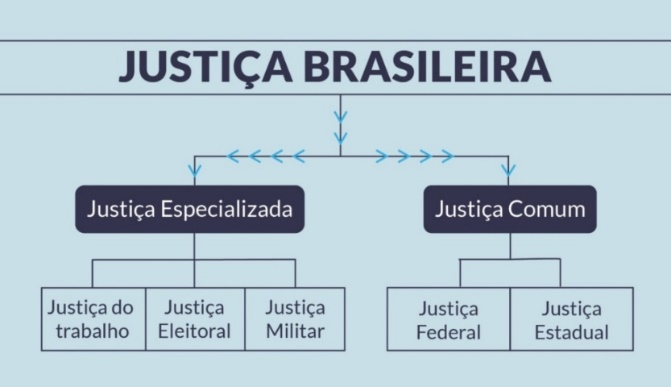 JUSTIÇA BRASILEIRA
Justiça Especializada
Justiça Comum
Justiça do
trabalho
Justiça
Eleitoral
Justiça
Militar
Justiça
Federal
Justiça
Estadual